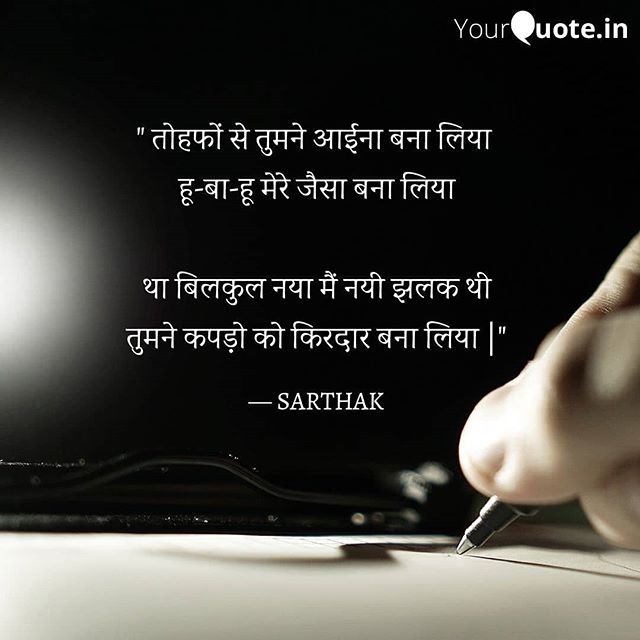 YourQuote.in
" तोहफों से तुमने आईना बना लिया
हू-बा-हू मेरे जैसा बना लिया
था बिलकुल नया मैं नयी झलक थी
तुमने कपड़ो को किरदार बना लिया |"
— SARTHAK